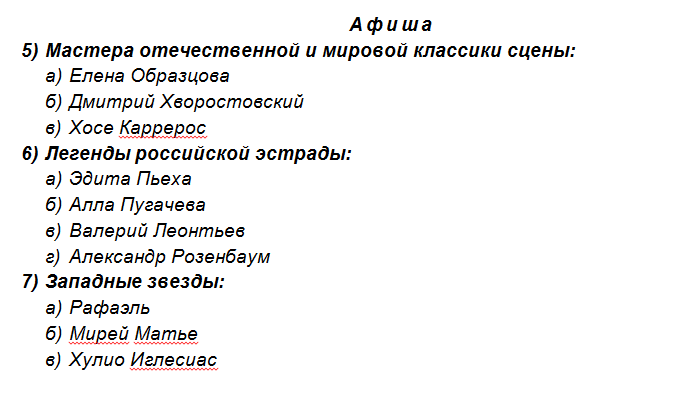 Афиша
5) Мастера отечественной и мировой классики сцены:
а) Елена Образцова
б) Дмитрий Хворостовский
в) Хосе Каррерос
6) Легенды российской эстрады:
а) Эдита Пьеха
б) Алла Пугачева
в) Валерий Леонтьев
г) Александр Розенбаум
7) Западные звезды:
а) Рафаэль
б) Мирей Матье
в) Хулио Иглесиас